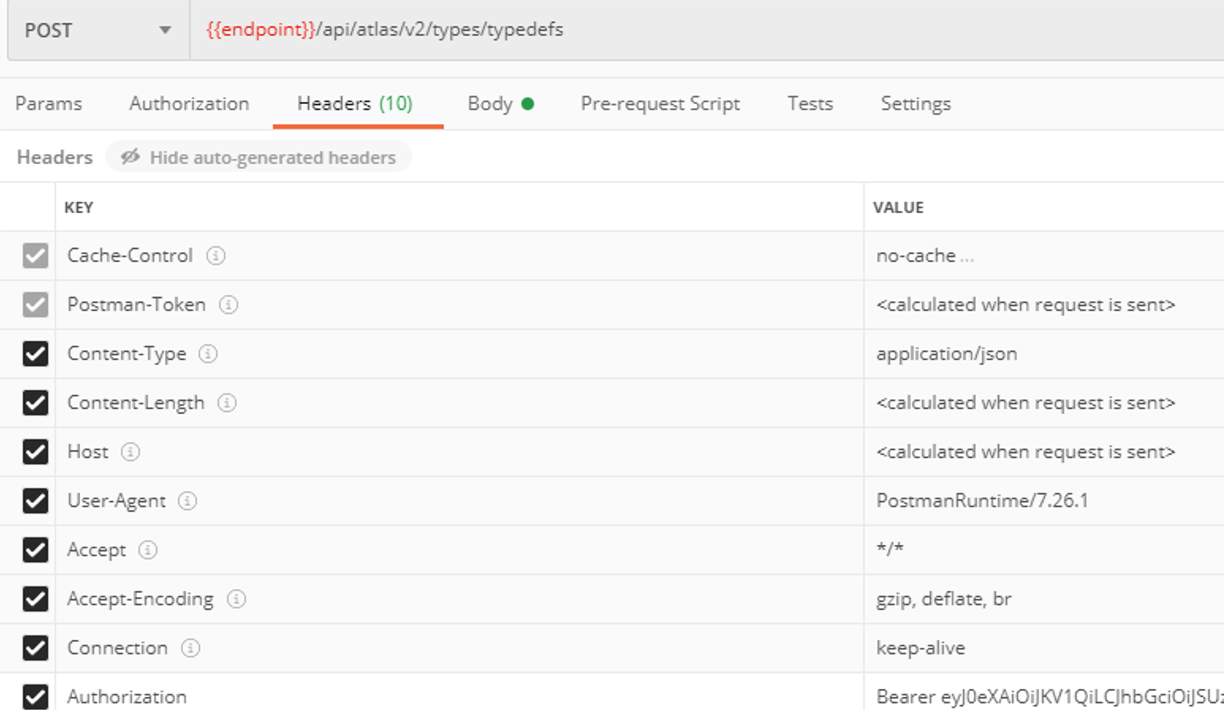 POST {{endpoint}}/api/atlas/v2/types/typedefs
Params Authorization Headers (10) Body Pre-request Script Tests Settings
Headers Hide auto-generated headers
KEY VALUE
Cache-Control no-cache ...
Postman-Token <calculated when request is sent>
Content-Type application/json
Content-Length <calculated when request is sent>
Host <calculated when request is sent>
User-Agent PostmanRuntime/7.26.1
Accept */*
Accept-Encoding gzip, deflate, br
Connection keep-alive
Authorization Bearer eyJ0eXAiOiJKV1QiLCJhbGciOiJSUz